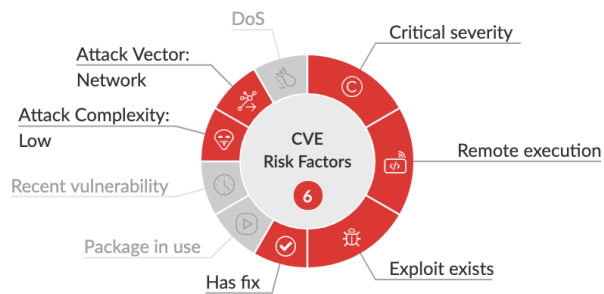 DoS
Critical severity
Attack Vector:
Network
Attack Complexity:
Low
CVE
Risk Factors
6
C
</>
Remote execution
Recent vulnerability
Package in use
Has fix
Exploit exists